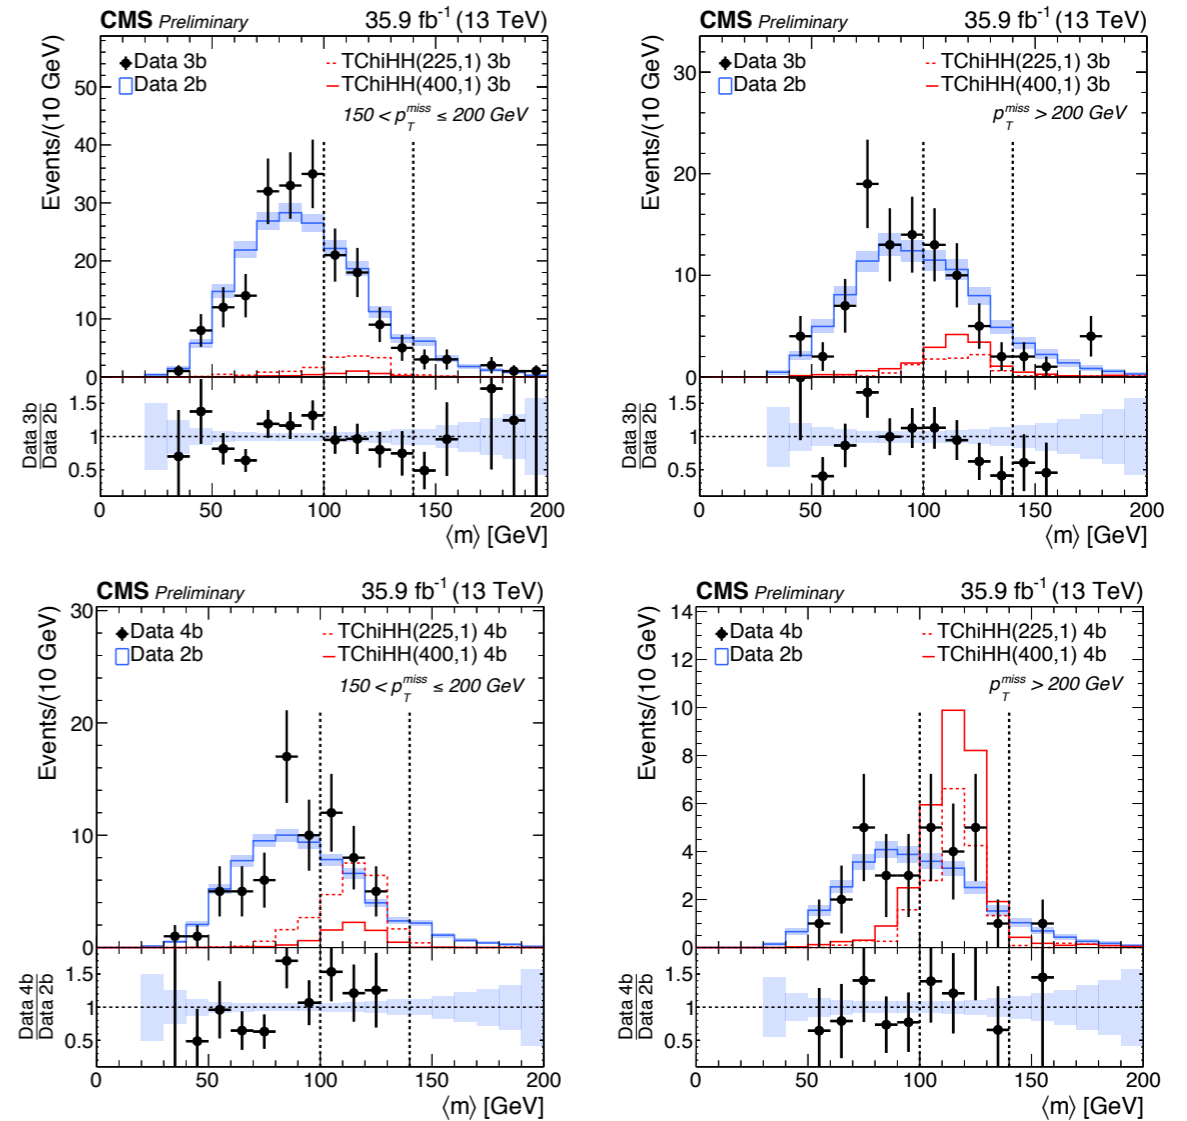 CMS Preliminary 35.9 fb⁻¹ (13 TeV)
Events/(10 GeV)
Data 3b
Data 2b
TChiHH(225,1) 3b
TChiHH(400,1) 3b
150 < p_T^miss ≤ 200 GeV
50
40
30
20
10
0
Data 3b
Data 2b
1.5
1
0.5
0 50 100 150 200
⟨m⟩ [GeV]
CMS Preliminary 35.9 fb⁻¹ (13 TeV)
Events/(10 GeV)
Data 3b
Data 2b
TChiHH(225,1) 3b
TChiHH(400,1) 3b
p_T^miss > 200 GeV
30
20
10
0
Data 3b
Data 2b
1.5
1
0.5
0 50 100 150 200
⟨m⟩ [GeV]
CMS Preliminary 35.9 fb⁻¹ (13 TeV)
Events/(10 GeV)
Data 4b
Data 2b
TChiHH(225,1) 4b
TChiHH(400,1) 4b
150 < p_T^miss ≤ 200 GeV
30
20
10
0
Data 4b
Data 2b
1.5
1
0.5
0 50 100 150 200
⟨m⟩ [GeV]
CMS Preliminary 35.9 fb⁻¹ (13 TeV)
Events/(10 GeV)
Data 4b
Data 2b
TChiHH(225,1) 4b
TChiHH(400,1) 4b
p_T^miss > 200 GeV
14
12
10
8
6
4
2
0
Data 4b
Data 2b
1.5
1
0.5
0 50 100 150 200
⟨m⟩ [GeV]